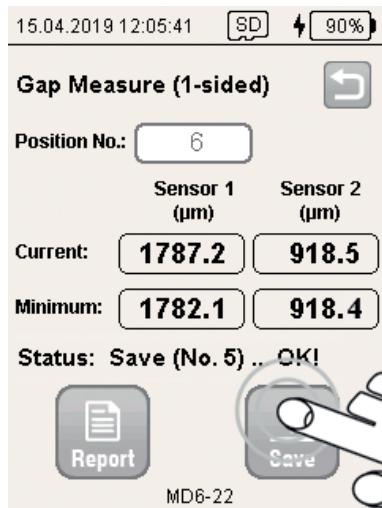 15.04.2019 12:05:41 SD 90%
Gap Measure (1-sided)
Position No.: 6
Sensor 1 Sensor 2
(µm) (µm)
Current: 1787.2 918.5
Minimum: 1782.1 918.4
Status: Save (No. 5) .. OK!
Report Save
MD6-22